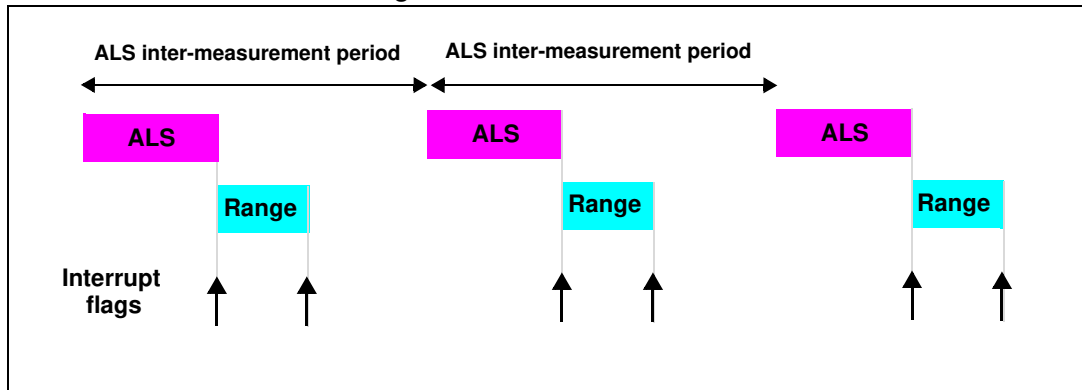 ALS inter-measurement period
ALS inter-measurement period
ALS
ALS
ALS
Range
Range
Range
Interrupt
flags